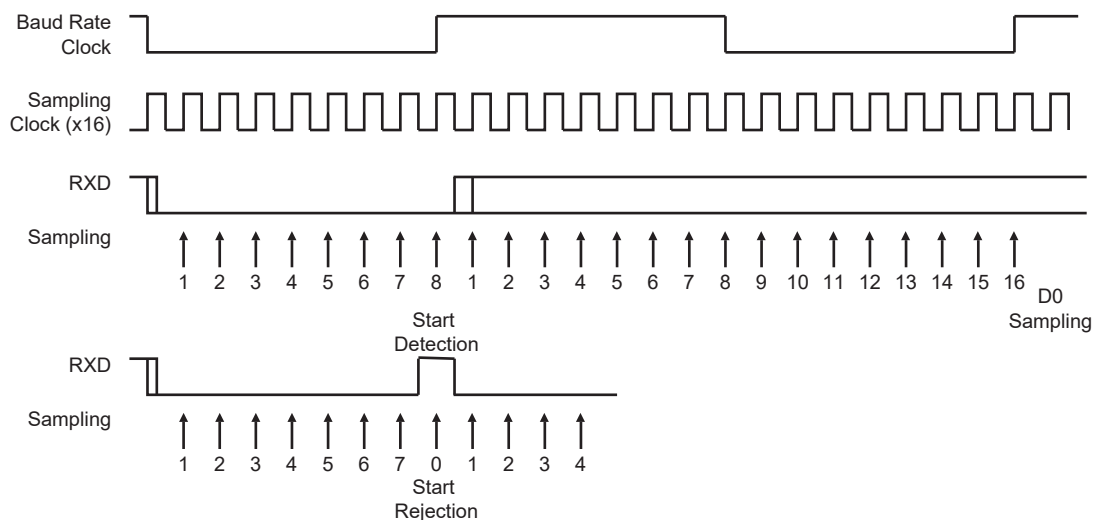 Baud Rate
Clock
Sampling
Clock (x16)
RXD
Sampling
1 2 3 4 5 6 7 8 1 2 3 4 5 6 7 8 9 10 11 12 13 14 15 16
D0
Sampling
Start
Detection
RXD
Sampling
1 2 3 4 5 6 7 0 1 2 3 4
Start
Rejection